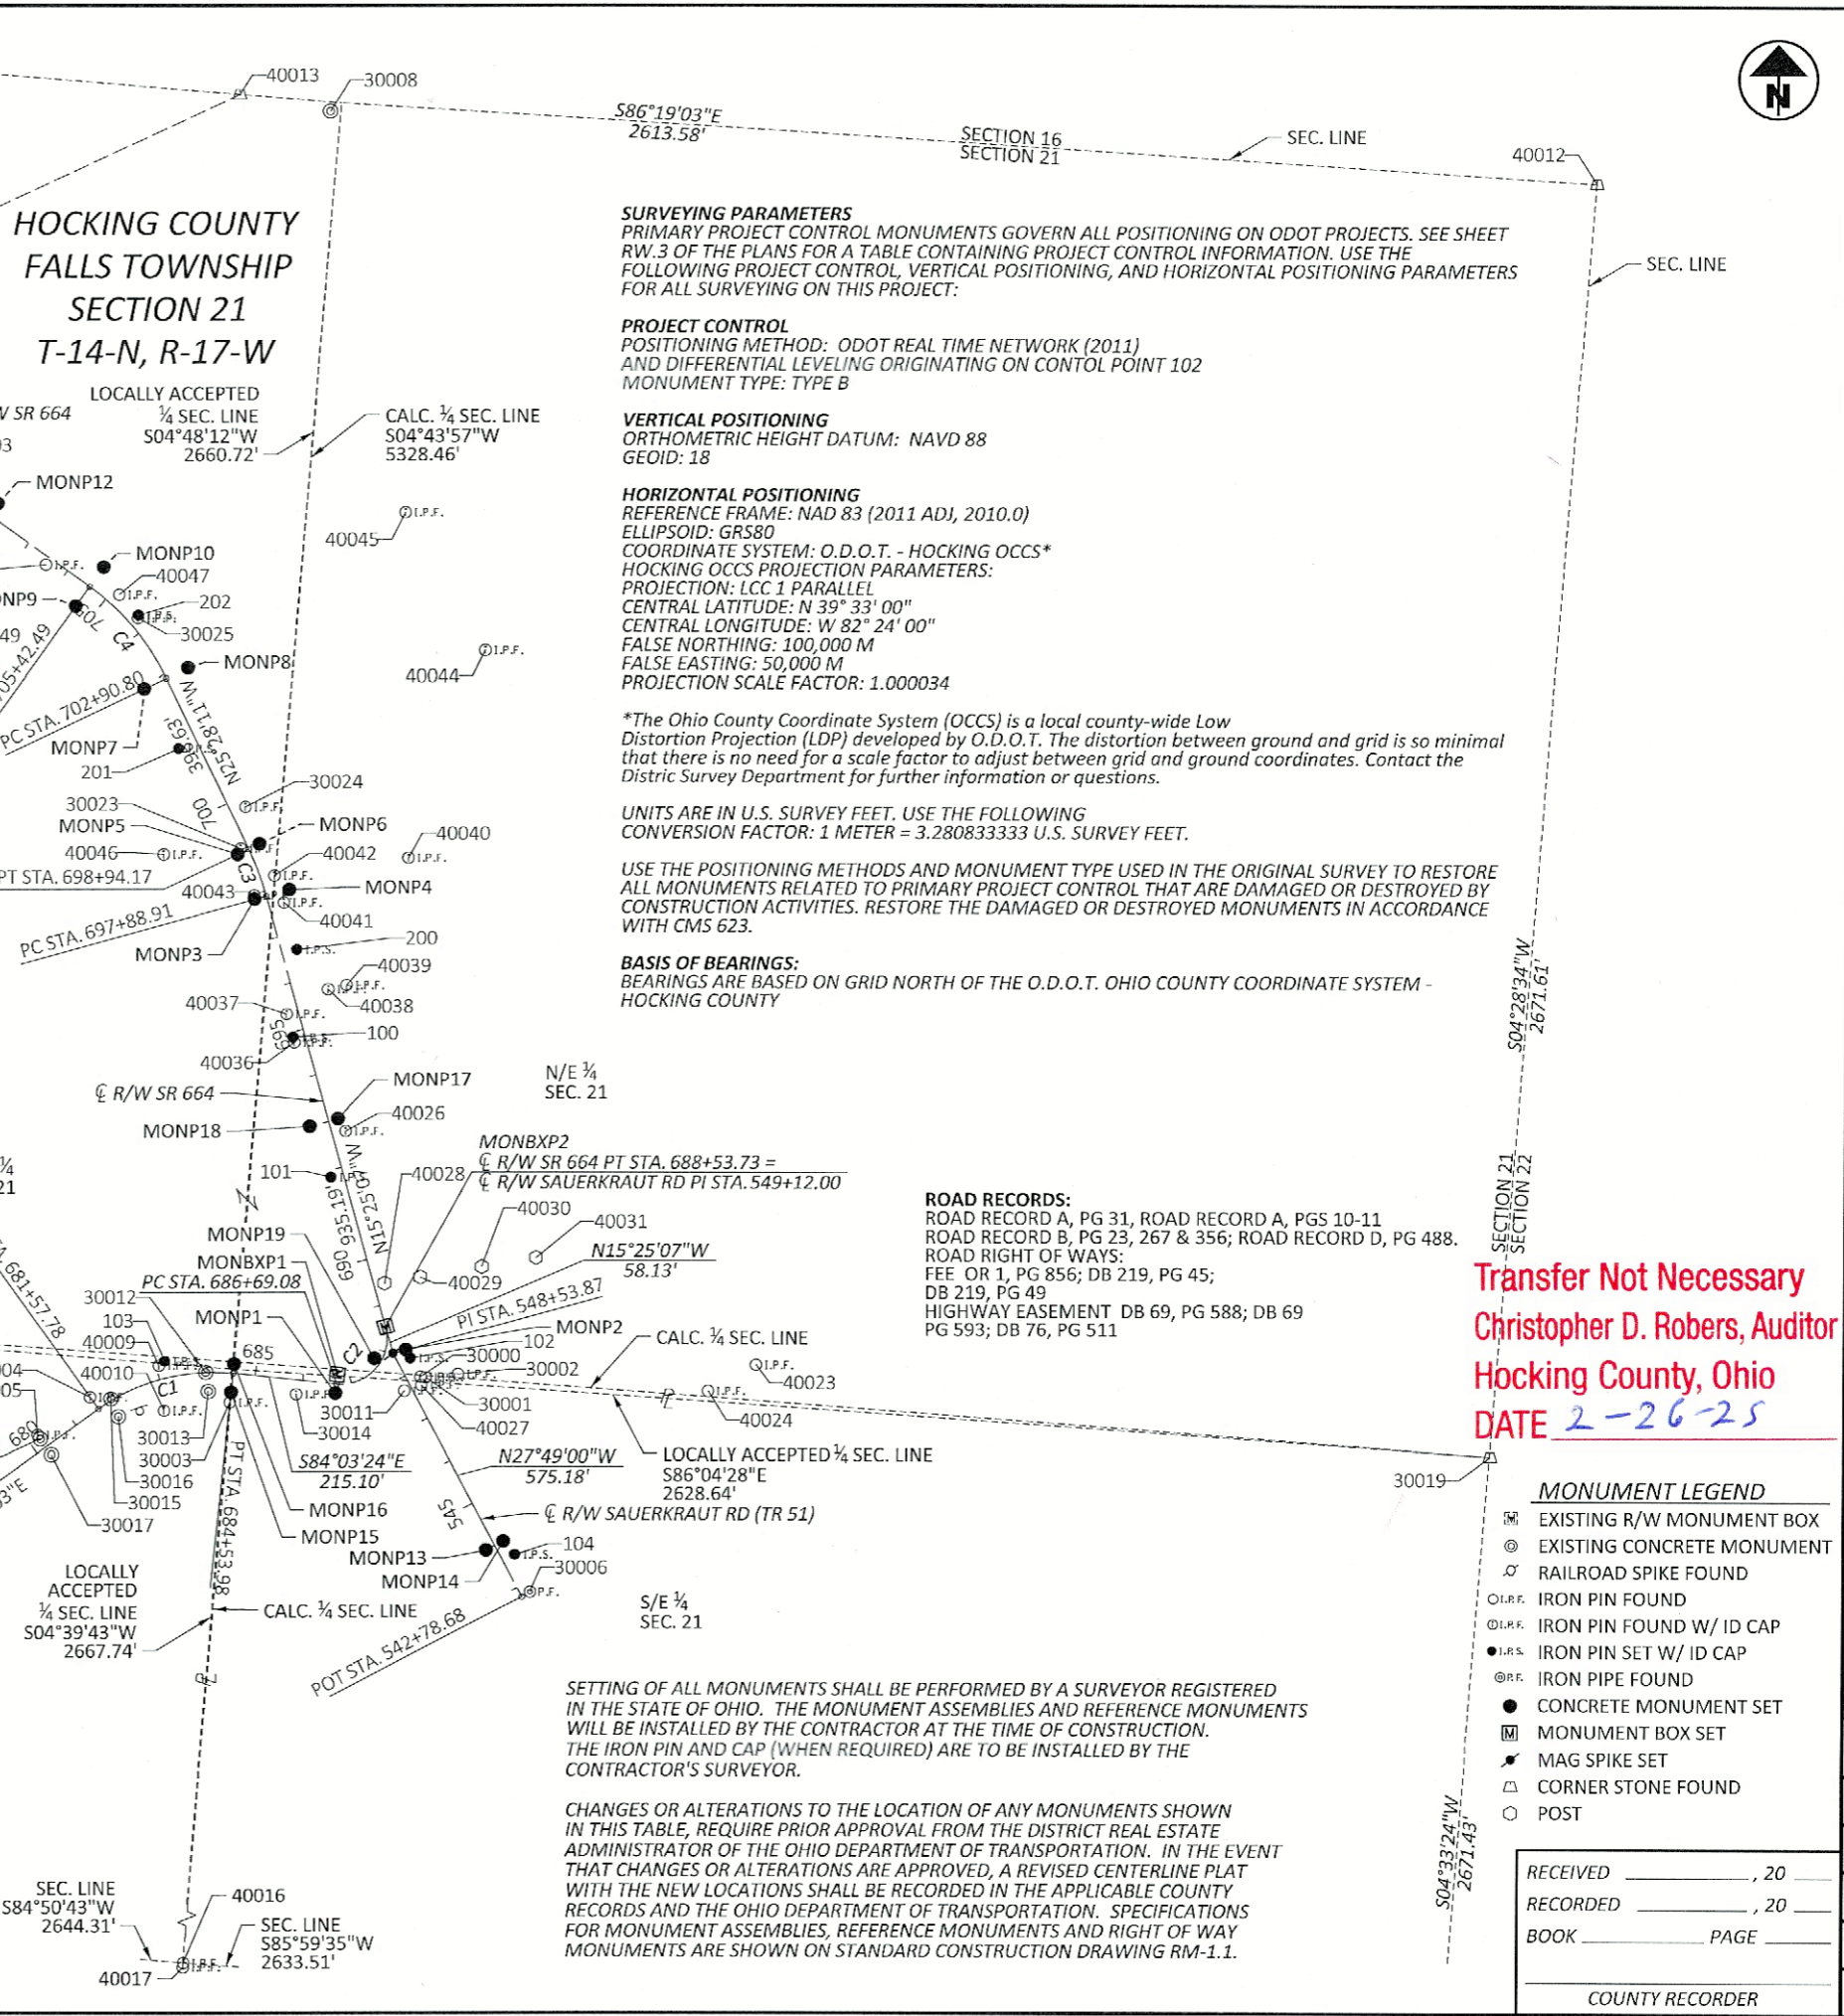 40013
30008
S86°19'03"E
2613.58'
SECTION 16
SECTION 21
SEC. LINE
40012
N
SEC. LINE
HOCKING COUNTY
FALLS TOWNSHIP
SECTION 21
T-14-N, R-17-W
LOCALLY ACCEPTED
¼ SEC. LINE
S04°48'12"W
2660.72'
CALC. ¼ SEC. LINE
S04°43'57"W
5328.46'
SURVEYING PARAMETERS
PRIMARY PROJECT CONTROL MONUMENTS GOVERN ALL POSITIONING ON ODOT PROJECTS. SEE SHEET
RW.3 OF THE PLANS FOR A TABLE CONTAINING PROJECT CONTROL INFORMATION. USE THE
FOLLOWING PROJECT CONTROL, VERTICAL POSITIONING, AND HORIZONTAL POSITIONING PARAMETERS
FOR ALL SURVEYING ON THIS PROJECT:
PROJECT CONTROL
POSITIONING METHOD: ODOT REAL TIME NETWORK (2011)
AND DIFFERENTIAL LEVELING ORIGINATING ON CONTOL POINT 102
MONUMENT TYPE: TYPE B
VERTICAL POSITIONING
ORTHOMETRIC HEIGHT DATUM: NAVD 88
GEOID: 18
HORIZONTAL POSITIONING
REFERENCE FRAME: NAD 83 (2011 ADJ, 2010.0)
ELLIPSOID: GRS80
COORDINATE SYSTEM: O.D.O.T. - HOCKING OCCS*
HOCKING OCCS PROJECTION PARAMETERS:
PROJECTION: LCC 1 PARALLEL
CENTRAL LATITUDE: N 39° 33' 00"
CENTRAL LONGITUDE: W 82° 24' 00"
FALSE NORTHING: 100,000 M
FALSE EASTING: 50,000 M
PROJECTION SCALE FACTOR: 1.000034
*The Ohio County Coordinate System (OCCS) is a local county-wide Low
Distortion Projection (LDP) developed by O.D.O.T. The distortion between ground and grid is so minimal
that there is no need for a scale factor to adjust between grid and ground coordinates. Contact the
Distric Survey Department for further information or questions.
UNITS ARE IN U.S. SURVEY FEET. USE THE FOLLOWING
CONVERSION FACTOR: 1 METER = 3.280833333 U.S. SURVEY FEET.
USE THE POSITIONING METHODS AND MONUMENT TYPE USED IN THE ORIGINAL SURVEY TO RESTORE
ALL MONUMENTS RELATED TO PRIMARY PROJECT CONTROL THAT ARE DAMAGED OR DESTROYED BY
CONSTRUCTION ACTIVITIES. RESTORE THE DAMAGED OR DESTROYED MONUMENTS IN ACCORDANCE
WITH CMS 623.
BASIS OF BEARINGS:
BEARINGS ARE BASED ON GRID NORTH OF THE O.D.O.T. OHIO COUNTY COORDINATE SYSTEM -
HOCKING COUNTY
SR 664
MONP12
MONP10
40047
202
30025
MONP8
705
C4
05+42.49
PC STA. 702+90.80
MONP7
201
N25°28'11"W
396.63'
700
30024
30023
MONP5
MONP6
40046
I.P.F.
40042
40040
I.P.F.
PT STA. 698+94.17
C3
40043
MONP4
40041
PC STA. 697+88.91
MONP3
200
I.P.S.
40039
40038
40037
I.P.F.
100
695
40036
40045
I.P.F.
40044
I.P.F.
℄ R/W SR 664
MONP17
40026
I.P.F.
MONP18
N/E ¼
SEC. 21
MONBXP2
℄ R/W SR 664 PT STA. 688+53.73 =
℄ R/W SAUERKRAUT RD PI STA.549+12.00
101
N15°25'07"W
935.19'
690
40028
40030
40031
40029
N15°25'07"W
58.13'
MONP19
MONBXP1
PC STA. 686+69.08
PI STA. 548+53.87
30012
MONP1
MONP2
103
685
C2
102
40009
30000
30002
CALC. ¼ SEC. LINE
40010
C1
I.P.F.
30011
30001
40027
I.P.F.
40023
I.P.F.
40024
681+57.78
680
30013
30003
30014
30016
30015
30017
S84°03'24"E
215.10'
MONP16
MONP15
PT STA. 684+53.98
N27°49'00"W
575.18'
LOCALLY ACCEPTED ¼ SEC. LINE
S86°04'28"E
2628.64'
545
℄ R/W SAUERKRAUT RD (TR 51)
MONP13
MONP14
104
I.P.S.
30006
P.F.
POT STA. 542+78.68
S/E ¼
SEC. 21
LOCALLY
ACCEPTED
¼ SEC. LINE
S04°39'43"W
2667.74'
CALC. ¼ SEC. LINE
ROAD RECORDS:
ROAD RECORD A, PG 31, ROAD RECORD A, PGS 10-11
ROAD RECORD B, PG 23, 267 & 356; ROAD RECORD D, PG 488.
ROAD RIGHT OF WAYS:
FEE OR 1, PG 856; DB 219, PG 45;
DB 219, PG 49
HIGHWAY EASEMENT DB 69, PG 588; DB 69
PG 593; DB 76, PG 511
S04°28'34"W
2671.61'
SECTION 21
SECTION 22
Transfer Not Necessary
Christopher D. Robers, Auditor
Hocking County, Ohio
DATE 2-26-25
30019
S04°33'24"W
2671.43'
MONUMENT LEGEND
EXISTING R/W MONUMENT BOX
EXISTING CONCRETE MONUMENT
RAILROAD SPIKE FOUND
I.P.F. IRON PIN FOUND
I.P.F. IRON PIN FOUND W/ ID CAP
I.P.S. IRON PIN SET W/ ID CAP
P.F. IRON PIPE FOUND
CONCRETE MONUMENT SET
M MONUMENT BOX SET
MAG SPIKE SET
CORNER STONE FOUND
POST
SETTING OF ALL MONUMENTS SHALL BE PERFORMED BY A SURVEYOR REGISTERED
IN THE STATE OF OHIO. THE MONUMENT ASSEMBLIES AND REFERENCE MONUMENTS
WILL BE INSTALLED BY THE CONTRACTOR AT THE TIME OF CONSTRUCTION.
THE IRON PIN AND CAP (WHEN REQUIRED) ARE TO BE INSTALLED BY THE
CONTRACTOR'S SURVEYOR.
CHANGES OR ALTERATIONS TO THE LOCATION OF ANY MONUMENTS SHOWN
IN THIS TABLE, REQUIRE PRIOR APPROVAL FROM THE DISTRICT REAL ESTATE
ADMINISTRATOR OF THE OHIO DEPARTMENT OF TRANSPORTATION. IN THE EVENT
THAT CHANGES OR ALTERATIONS ARE APPROVED, A REVISED CENTERLINE PLAT
WITH THE NEW LOCATIONS SHALL BE RECORDED IN THE APPLICABLE COUNTY
RECORDS AND THE OHIO DEPARTMENT OF TRANSPORTATION. SPECIFICATIONS
FOR MONUMENT ASSEMBLIES, REFERENCE MONUMENTS AND RIGHT OF WAY
MONUMENTS ARE SHOWN ON STANDARD CONSTRUCTION DRAWING RM-1.1.
SEC. LINE
S84°50'43"W
2644.31'
40016
SEC. LINE
S85°59'35"W
2633.51'
40017
RECEIVED , 20
RECORDED , 20
BOOK PAGE
COUNTY RECORDER